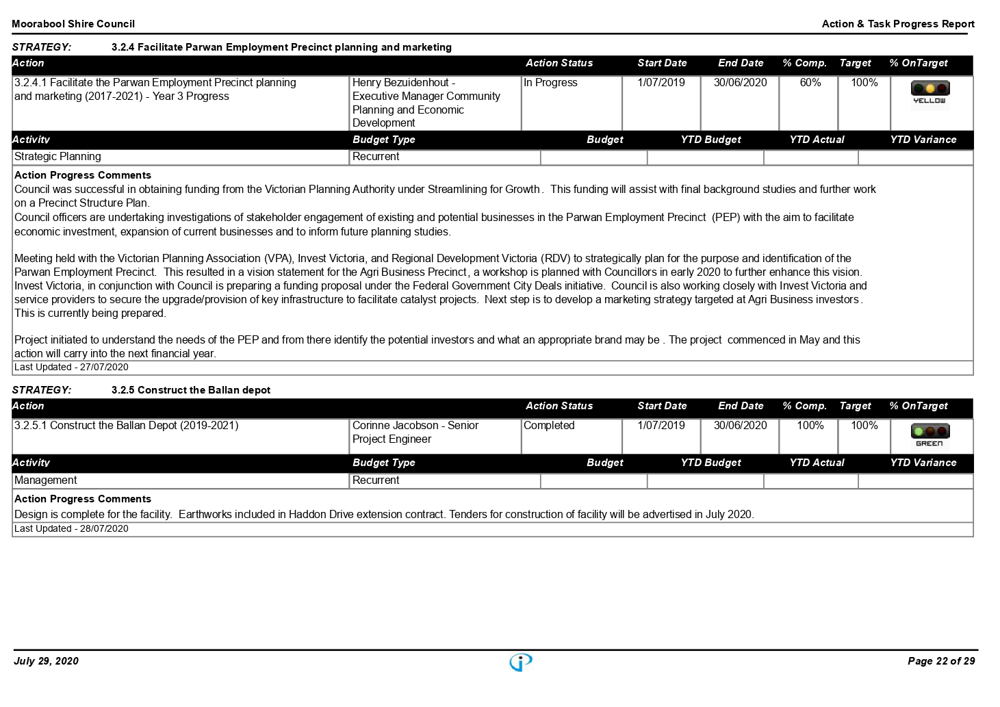 Moorabool Shire Council
Action & Task Progress Report
STRATEGY: 3.2.4 Facilitate Parwan Employment Precinct planning and marketing
Action Action Status Start Date End Date % Comp. Target % OnTarget
3.2.4.1 Facilitate the Parwan Employment Precinct planning
and marketing (2017-2021) - Year 3 Progress
Henry Bezuidenhout -
Executive Manager Community
Planning and Economic
Development
In Progress 1/07/2019 30/06/2020 60% 100%
YELLOW
Activity Budget Type Budget YTD Budget YTD Actual YTD Variance
Strategic Planning Recurrent
Action Progress Comments
Council was successful in obtaining funding from the Victorian Planning Authority under Streamlining for Growth. This funding will assist with final background studies and further work
on a Precinct Structure Plan.
Council officers are undertaking investigations of stakeholder engagement of existing and potential businesses in the Parwan Employment Precinct (PEP) with the aim to facilitate
economic investment, expansion of current businesses and to inform future planning studies.
Meeting held with the Victorian Planning Association (VPA), Invest Victoria, and Regional Development Victoria (RDV) to strategically plan for the purpose and identification of the
Parwan Employment Precinct. This resulted in a vision statement for the Agri Business Precinct, a workshop is planned with Councillors in early 2020 to further enhance this vision.
Invest Victoria, in conjunction with Council is preparing a funding proposal under the Federal Government City Deals initiative. Council is also working closely with Invest Victoria and
service providers to secure the upgrade/provision of key infrastructure to facilitate catalyst projects. Next step is to develop a marketing strategy targeted at Agri Business investors.
This is currently being prepared.
Project initiated to understand the needs of the PEP and from there identify the potential investors and what an appropriate brand may be . The project commenced in May and this
action will carry into the next financial year.
Last Updated - 27/07/2020
STRATEGY: 3.2.5 Construct the Ballan depot
Action Action Status Start Date End Date % Comp. Target % OnTarget
3.2.5.1 Construct the Ballan Depot (2019-2021)
Corinne Jacobson - Senior
Project Engineer
Completed 1/07/2019 30/06/2020 100% 100%
GREEN
Activity Budget Type Budget YTD Budget YTD Actual YTD Variance
Management Recurrent
Action Progress Comments
Design is complete for the facility. Earthworks included in Haddon Drive extension contract. Tenders for construction of facility will be advertised in July 2020.
Last Updated - 28/07/2020
July 29, 2020
Page 22 of 29